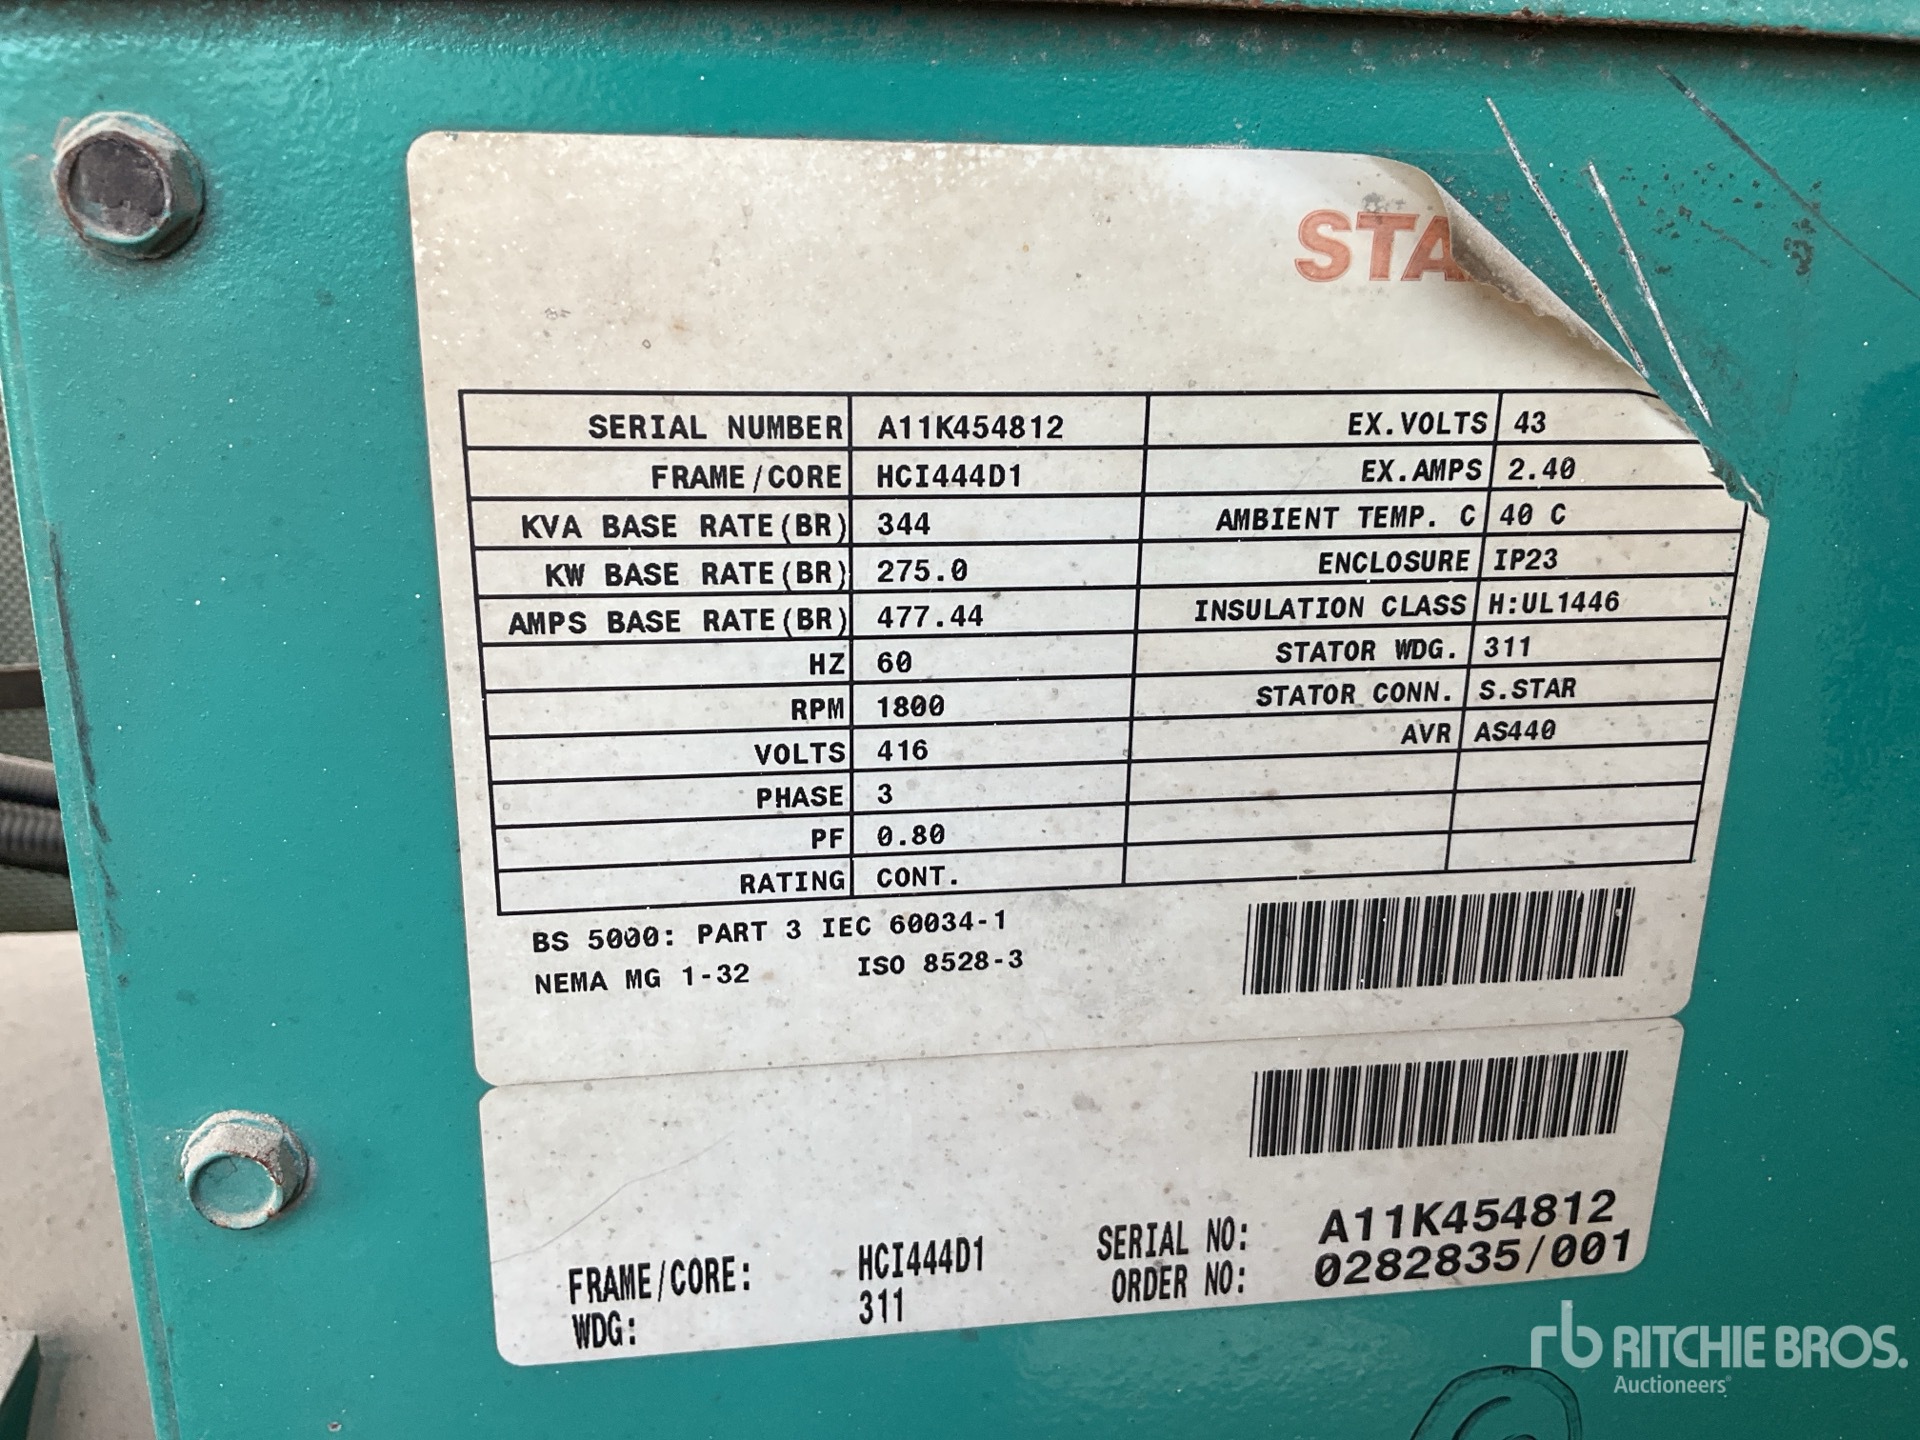 STA
SERIAL NUMBER A11K454812 EX.VOLTS 43
FRAME/CORE HCI444D1 EX.AMPS 2.40
KVA BASE RATE(BR) 344 AMBIENT TEMP. C 40 C
KW BASE RATE(BR) 275.0 ENCLOSURE IP23
AMPS BASE RATE(BR) 477.44 INSULATION CLASS H:UL1446
HZ 60 STATOR WDG. 311
RPM 1800 STATOR CONN. S.STAR
VOLTS 416 AVR AS440
PHASE 3
PF 0.80
RATING CONT.
BS 5000: PART 3 IEC 60034-1
NEMA MG 1-32 ISO 8528-3
FRAME/CORE: HCI444D1 SERIAL NO: A11K454812
WDG: 311 ORDER NO: 0282835/001
rb RITCHIE BROS.
Auctioneers